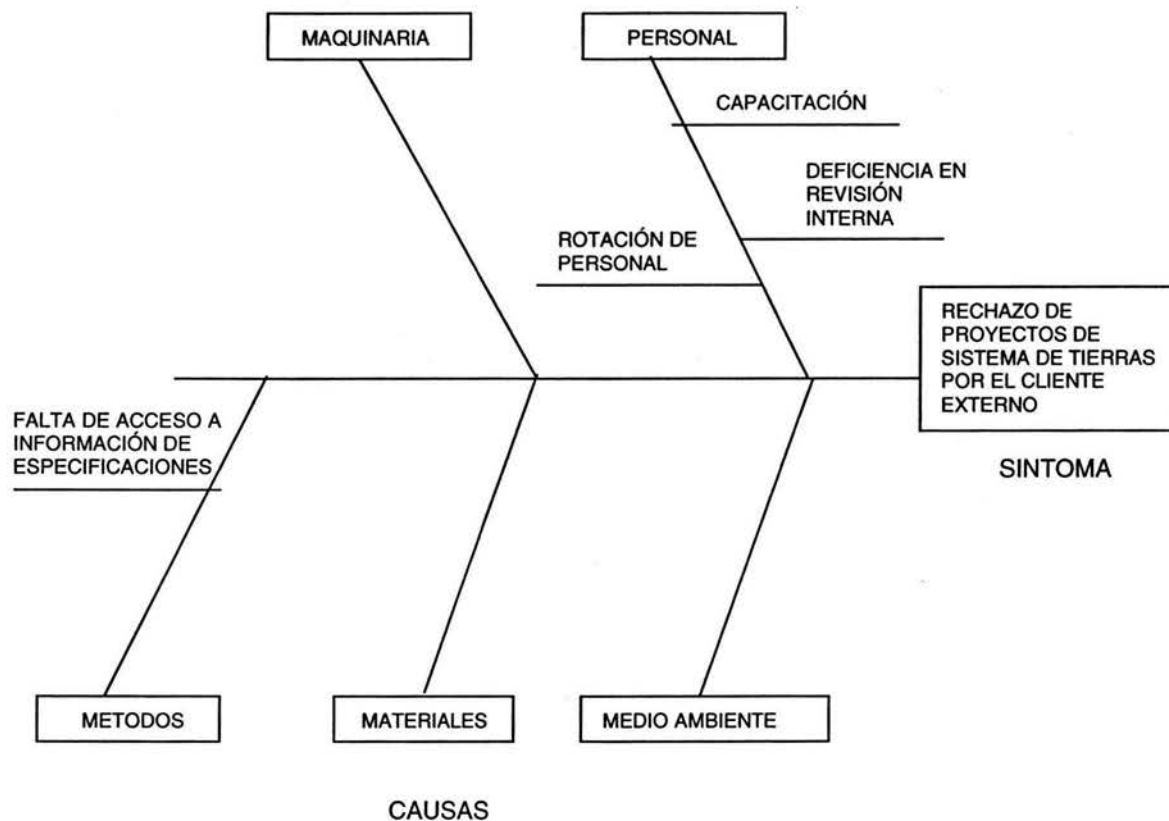 MAQUINARIA
PERSONAL
CAPACITACIÓN
DEFICIENCIA EN
REVISIÓN
INTERNA
ROTACIÓN DE
PERSONAL
RECHAZO DE
PROYECTOS DE
SISTEMA DE TIERRAS
POR EL CLIENTE
EXTERNO
SINTOMA
FALTA DE ACCESO A
INFORMACIÓN DE
ESPECIFICACIONES
METODOS
MATERIALES
MEDIO AMBIENTE
CAUSAS